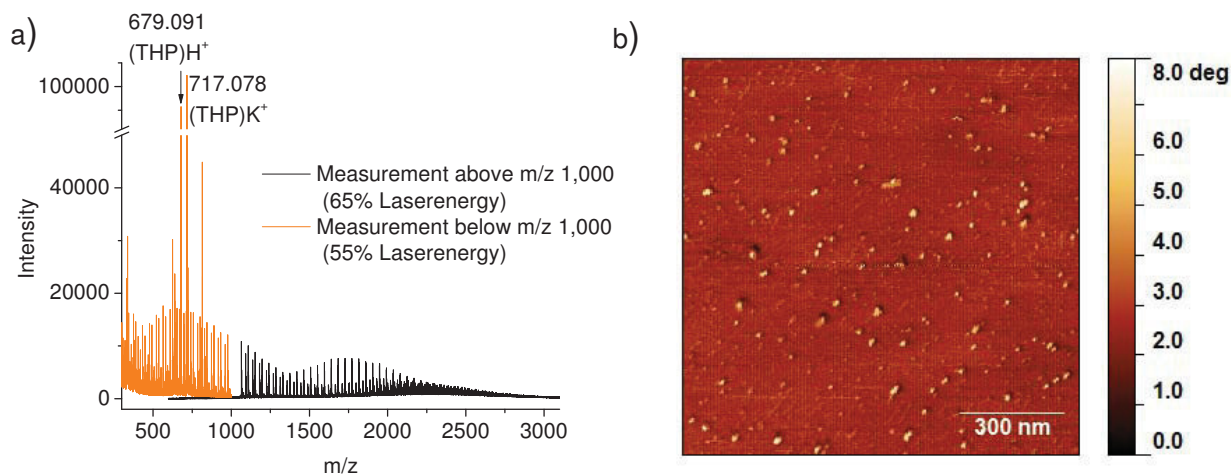 a)
679.091
(THP)H⁺
717.078
(THP)K⁺
100000
40000
20000
0
Intensity
Measurement above m/z 1,000
(65% Laserenergy)
Measurement below m/z 1,000
(55% Laserenergy)
500 1000 1500 2000 2500 3000
m/z
b)
8.0 deg
6.0
5.0
4.0
3.0
2.0
1.0
0.0
300 nm